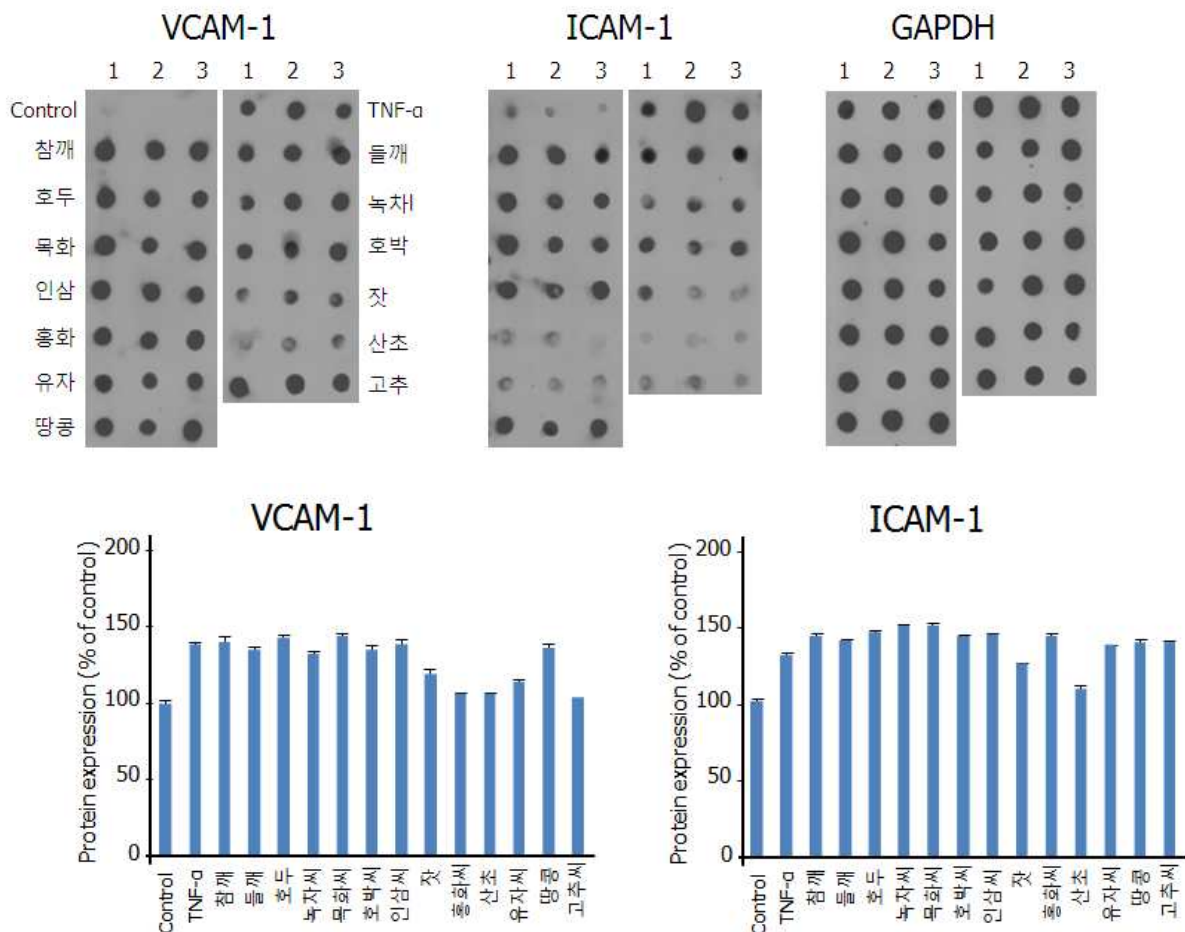 VCAM-1 ICAM-1 GAPDH
1 2 3 1 2 3 1 2 3 1 2 3 1 2 3 1 2 3
Control TNF-α
참깨 들깨
호두 녹차I
목화 호박
인삼 잣
홍화 산초
유자 고추
땅콩
VCAM-1
Protein expression (% of control)
200
150
100
50
0
Control TNF-α 참깨 들깨 호두 녹차씨 목화씨 호박씨 인삼씨 잣 홍화씨 산초 유자씨 땅콩 고추씨
ICAM-1
Protein expression (% of control)
200
150
100
50
0
Control TNF-α 참깨 들깨 호두 녹차씨 목화씨 호박씨 인삼씨 잣 홍화씨 산초 유자씨 땅콩 고추씨